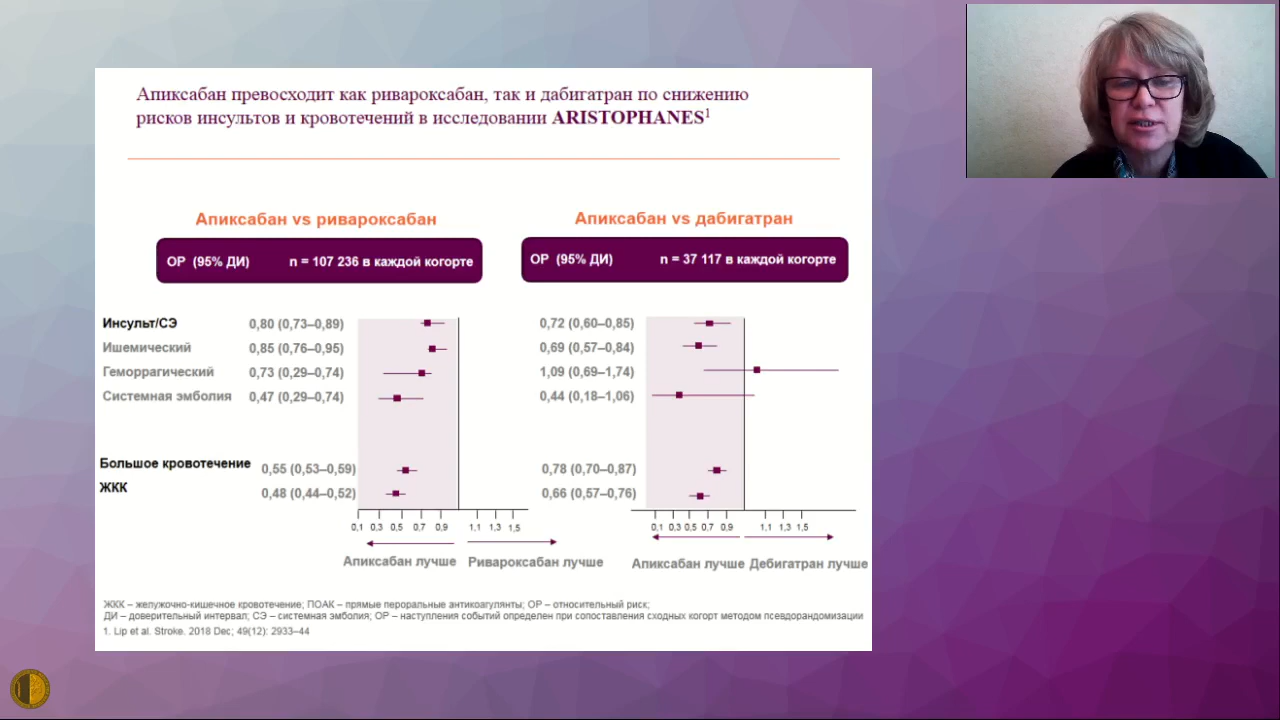 Апиксабан превосходит как ривароксабан, так и дабигатран по снижению
рисков инсультов и кровотечений в исследовании ARISTOPHANES1
Апиксабан vs ривароксабан
ОР (95% ДИ) n = 107 236 в каждой когорте
Инсульт/СЭ 0,80 (0,73–0,89)
Ишемический 0,85 (0,76–0,95)
Геморрагический 0,73 (0,29–0,74)
Системная эмболия 0,47 (0,29–0,74)
Большое кровотечение 0,55 (0,53–0,59)
ЖКК 0,48 (0,44–0,52)
0,1 0,3 0,5 0,7 0,9 1,1 1,3 1,5
Апиксабан лучше Ривароксабан лучше
Апиксабан vs дабигатран
ОР (95% ДИ) n = 37 117 в каждой когорте
0,72 (0,60–0,85)
0,69 (0,57–0,84)
1,09 (0,69–1,74)
0,44 (0,18–1,06)
0,78 (0,70–0,87)
0,66 (0,57–0,76)
0,1 0,3 0,5 0,7 0,9 1,1 1,3 1,5
Апиксабан лучше Дебигатран лучше
ЖКК – желужочно-кишечное кровотечение; ПОАК – прямые пероральные антикоагулянты; ОР – относительный риск;
ДИ – доверительный интервал; СЭ – системная эмболия; ОР – наступления событий определен при сопоставления сходных когорт методом псевдорандомизации
1. Lip et al. Stroke. 2018 Dec; 49(12): 2933–44